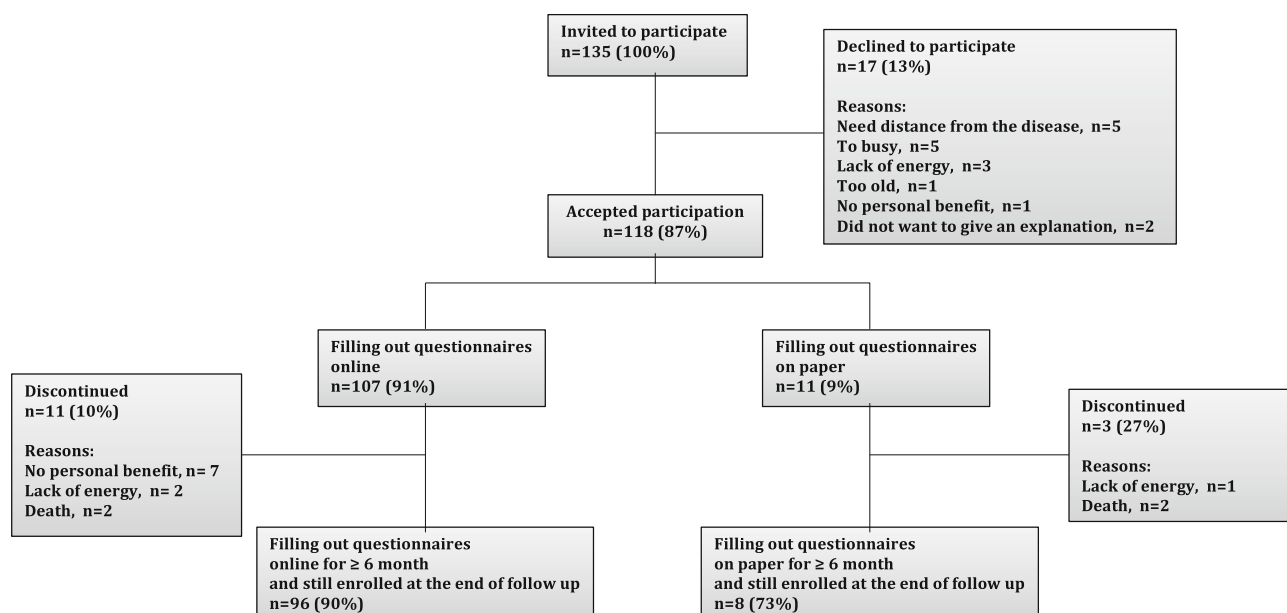 Invited to participate
n=135 (100%)
Declined to participate
n=17 (13%)
Reasons:
Need distance from the disease, n=5
To busy, n=5
Lack of energy, n=3
Too old, n=1
No personal benefit, n=1
Did not want to give an explanation, n=2
Accepted participation
n=118 (87%)
Filling out questionnaires
online
n=107 (91%)
Filling out questionnaires
on paper
n=11 (9%)
Discontinued
n=11 (10%)
Reasons:
No personal benefit, n= 7
Lack of energy, n= 2
Death, n=2
Discontinued
n=3 (27%)
Reasons:
Lack of energy, n=1
Death, n=2
Filling out questionnaires
online for ≥ 6 month
and still enrolled at the end of follow up
n=96 (90%)
Filling out questionnaires
on paper for ≥ 6 month
and still enrolled at the end of follow up
n=8 (73%)